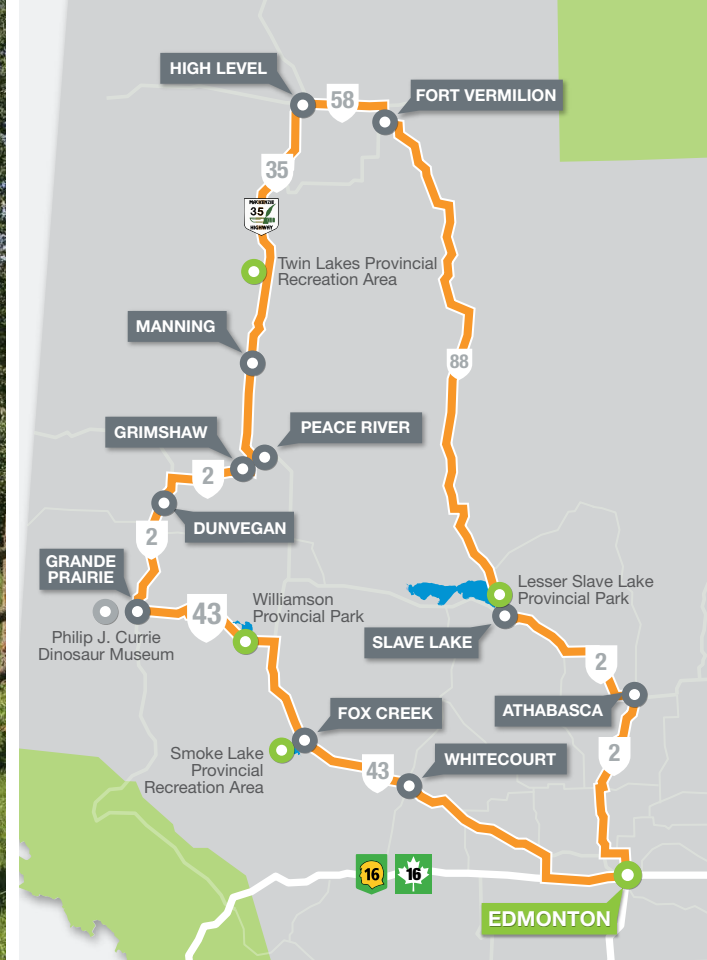 HIGH LEVEL
58
FORT VERMILION
35
MACKENZIE
35
HIGHWAY
Twin Lakes Provincial
Recreation Area
MANNING
88
GRIMSHAW
PEACE RIVER
2
DUNVEGAN
2
GRANDE
PRAIRIE
Philip J. Currie
Dinosaur Museum
43
Williamson
Provincial Park
Lesser Slave Lake
Provincial Park
SLAVE LAKE
2
ATHABASCA
FOX CREEK
Smoke Lake
Provincial
Recreation Area
43
WHITECOURT
2
16
16
EDMONTON